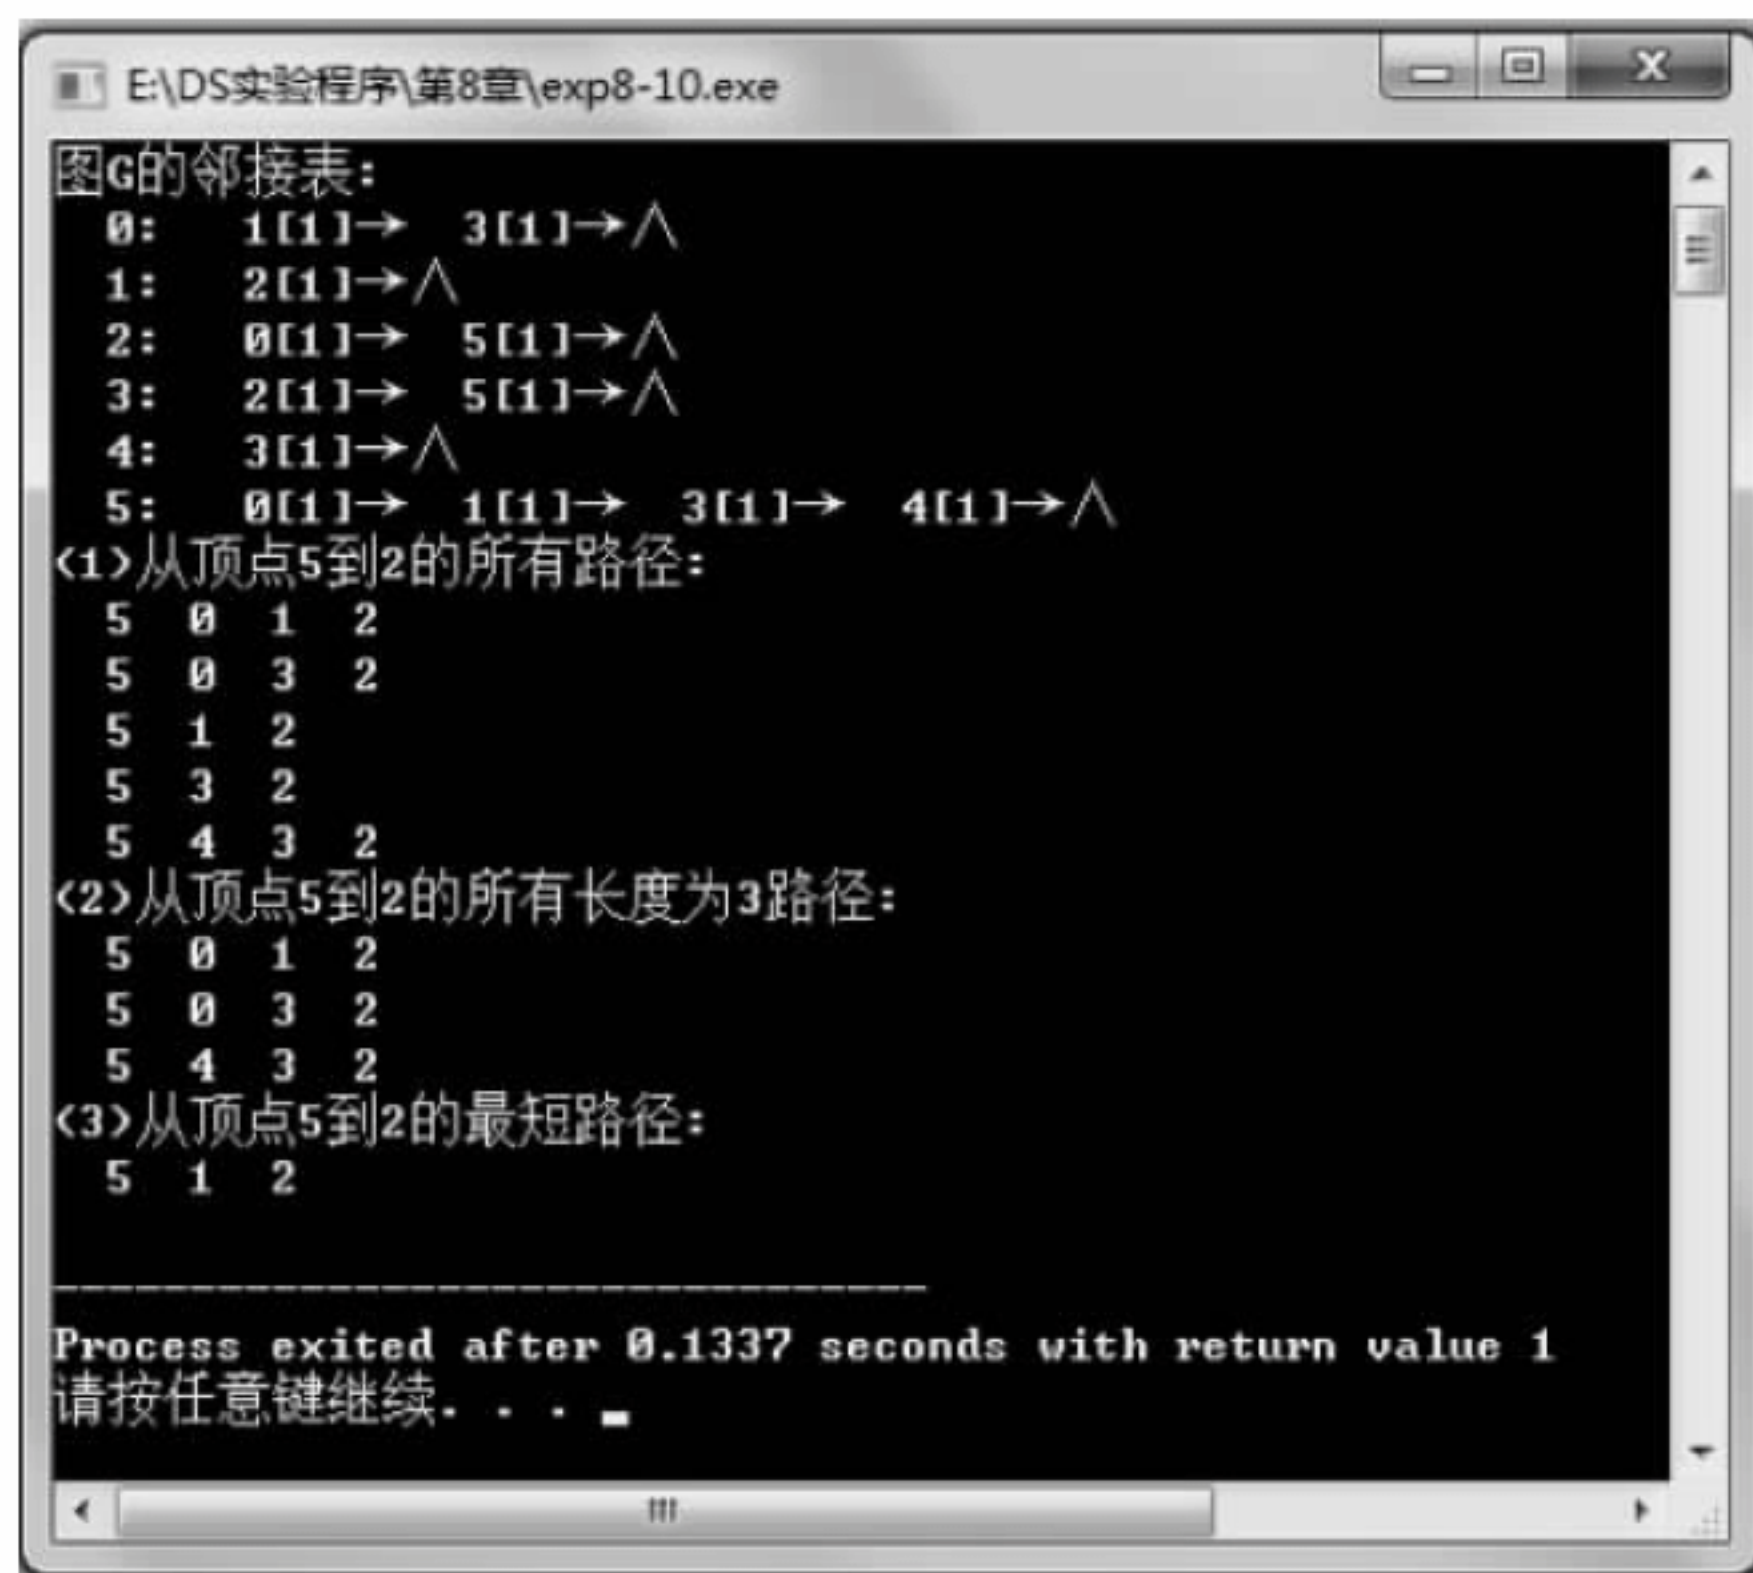 E:\DS实验程序\第8章\exp8-10.exe
图G的邻接表:
0: 1[1]→ 3[1]→∧
1: 2[1]→∧
2: 0[1]→ 5[1]→∧
3: 2[1]→ 5[1]→∧
4: 3[1]→∧
5: 0[1]→ 1[1]→ 3[1]→ 4[1]→∧
(1)从顶点5到2的所有路径:
5 0 1 2
5 0 3 2
5 1 2
5 3 2
5 4 3 2
(2)从顶点5到2的所有长度为3路径:
5 0 1 2
5 0 3 2
5 4 3 2
(3)从顶点5到2的最短路径:
5 1 2
--------------------------------
Process exited after 0.1337 seconds with return value 1
请按任意键继续. . .